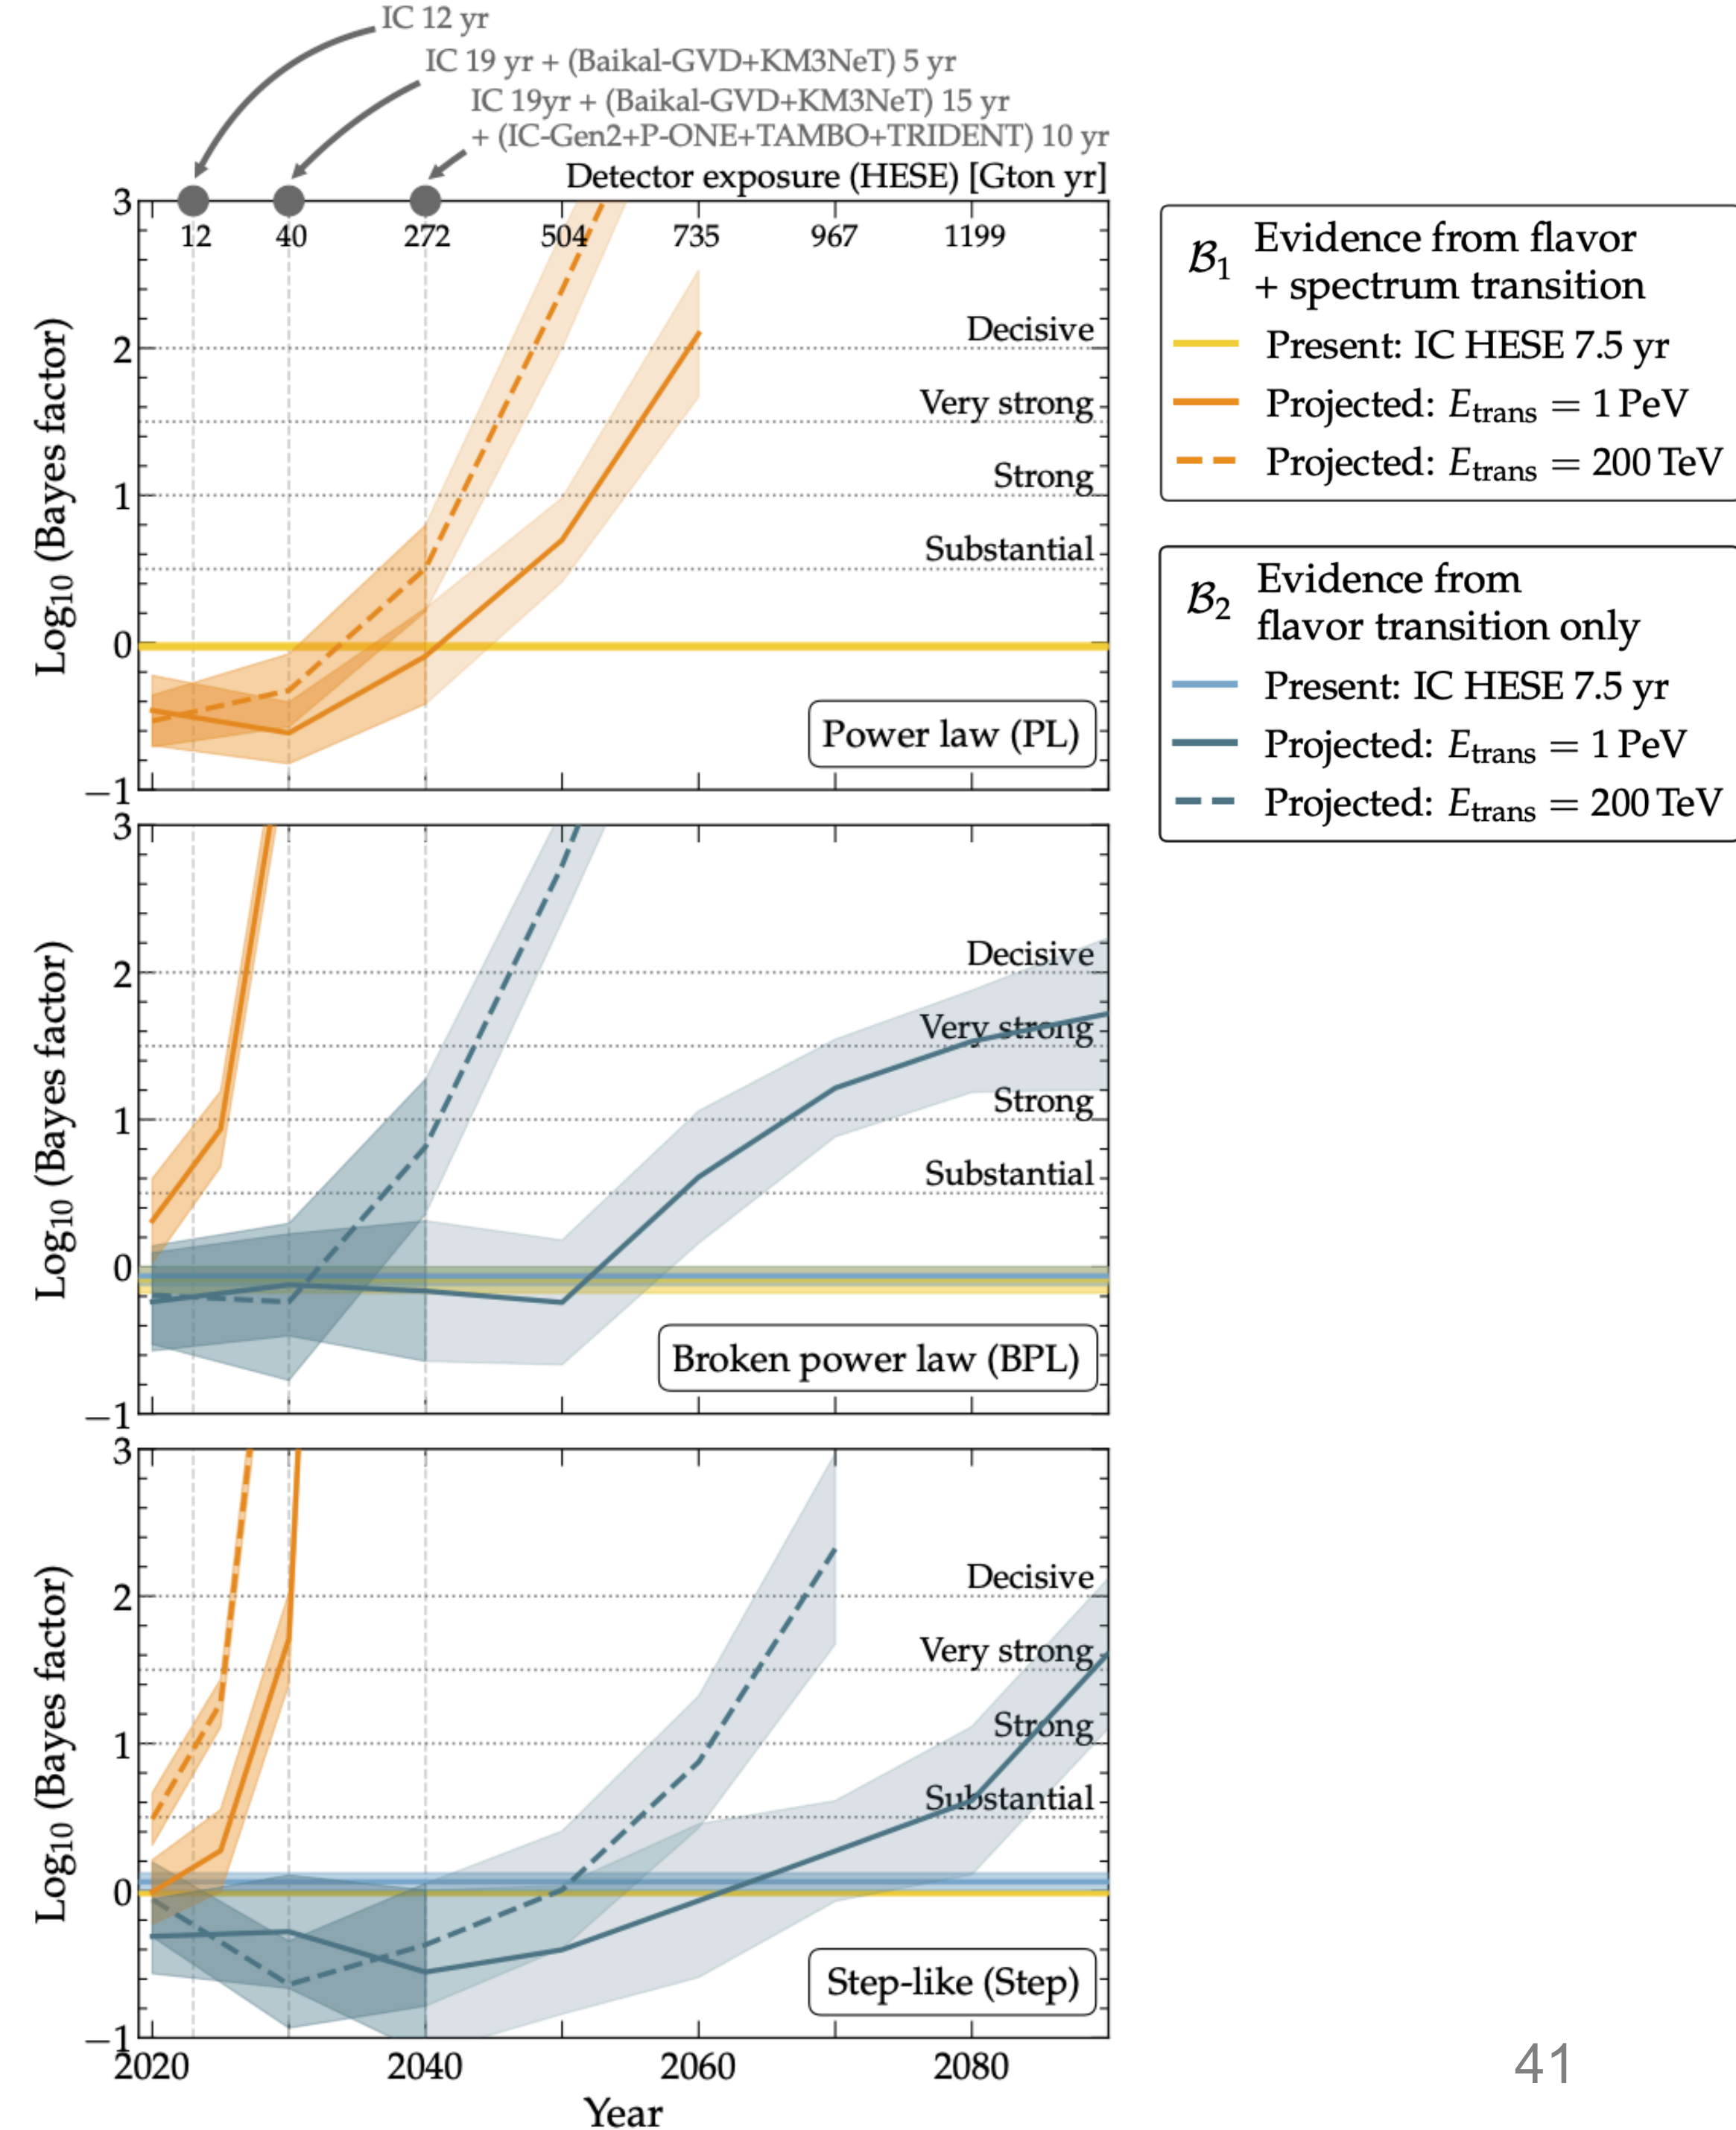 IC 12 yr
IC 19 yr + (Baikal-GVD+KM3NeT) 5 yr
IC 19yr + (Baikal-GVD+KM3NeT) 15 yr
+ (IC-Gen2+P-ONE+TAMBO+TRIDENT) 10 yr
Detector exposure (HESE) [Gton yr]
12 40 272 504 735 967 1199
3
2
1
0
−1
Log₁₀ (Bayes factor)
Decisive
Very strong
Strong
Substantial
Power law (PL)
3
2
1
0
−1
Log₁₀ (Bayes factor)
Decisive
Very strong
Strong
Substantial
Broken power law (BPL)
3
2
1
0
−1
Log₁₀ (Bayes factor)
Decisive
Very strong
Strong
Substantial
Step-like (Step)
2020 2040 2060 2080
Year
ℬ₁ Evidence from flavor
+ spectrum transition
Present: IC HESE 7.5 yr
Projected: E_trans = 1 PeV
Projected: E_trans = 200 TeV
ℬ₂ Evidence from
flavor transition only
Present: IC HESE 7.5 yr
Projected: E_trans = 1 PeV
Projected: E_trans = 200 TeV
41